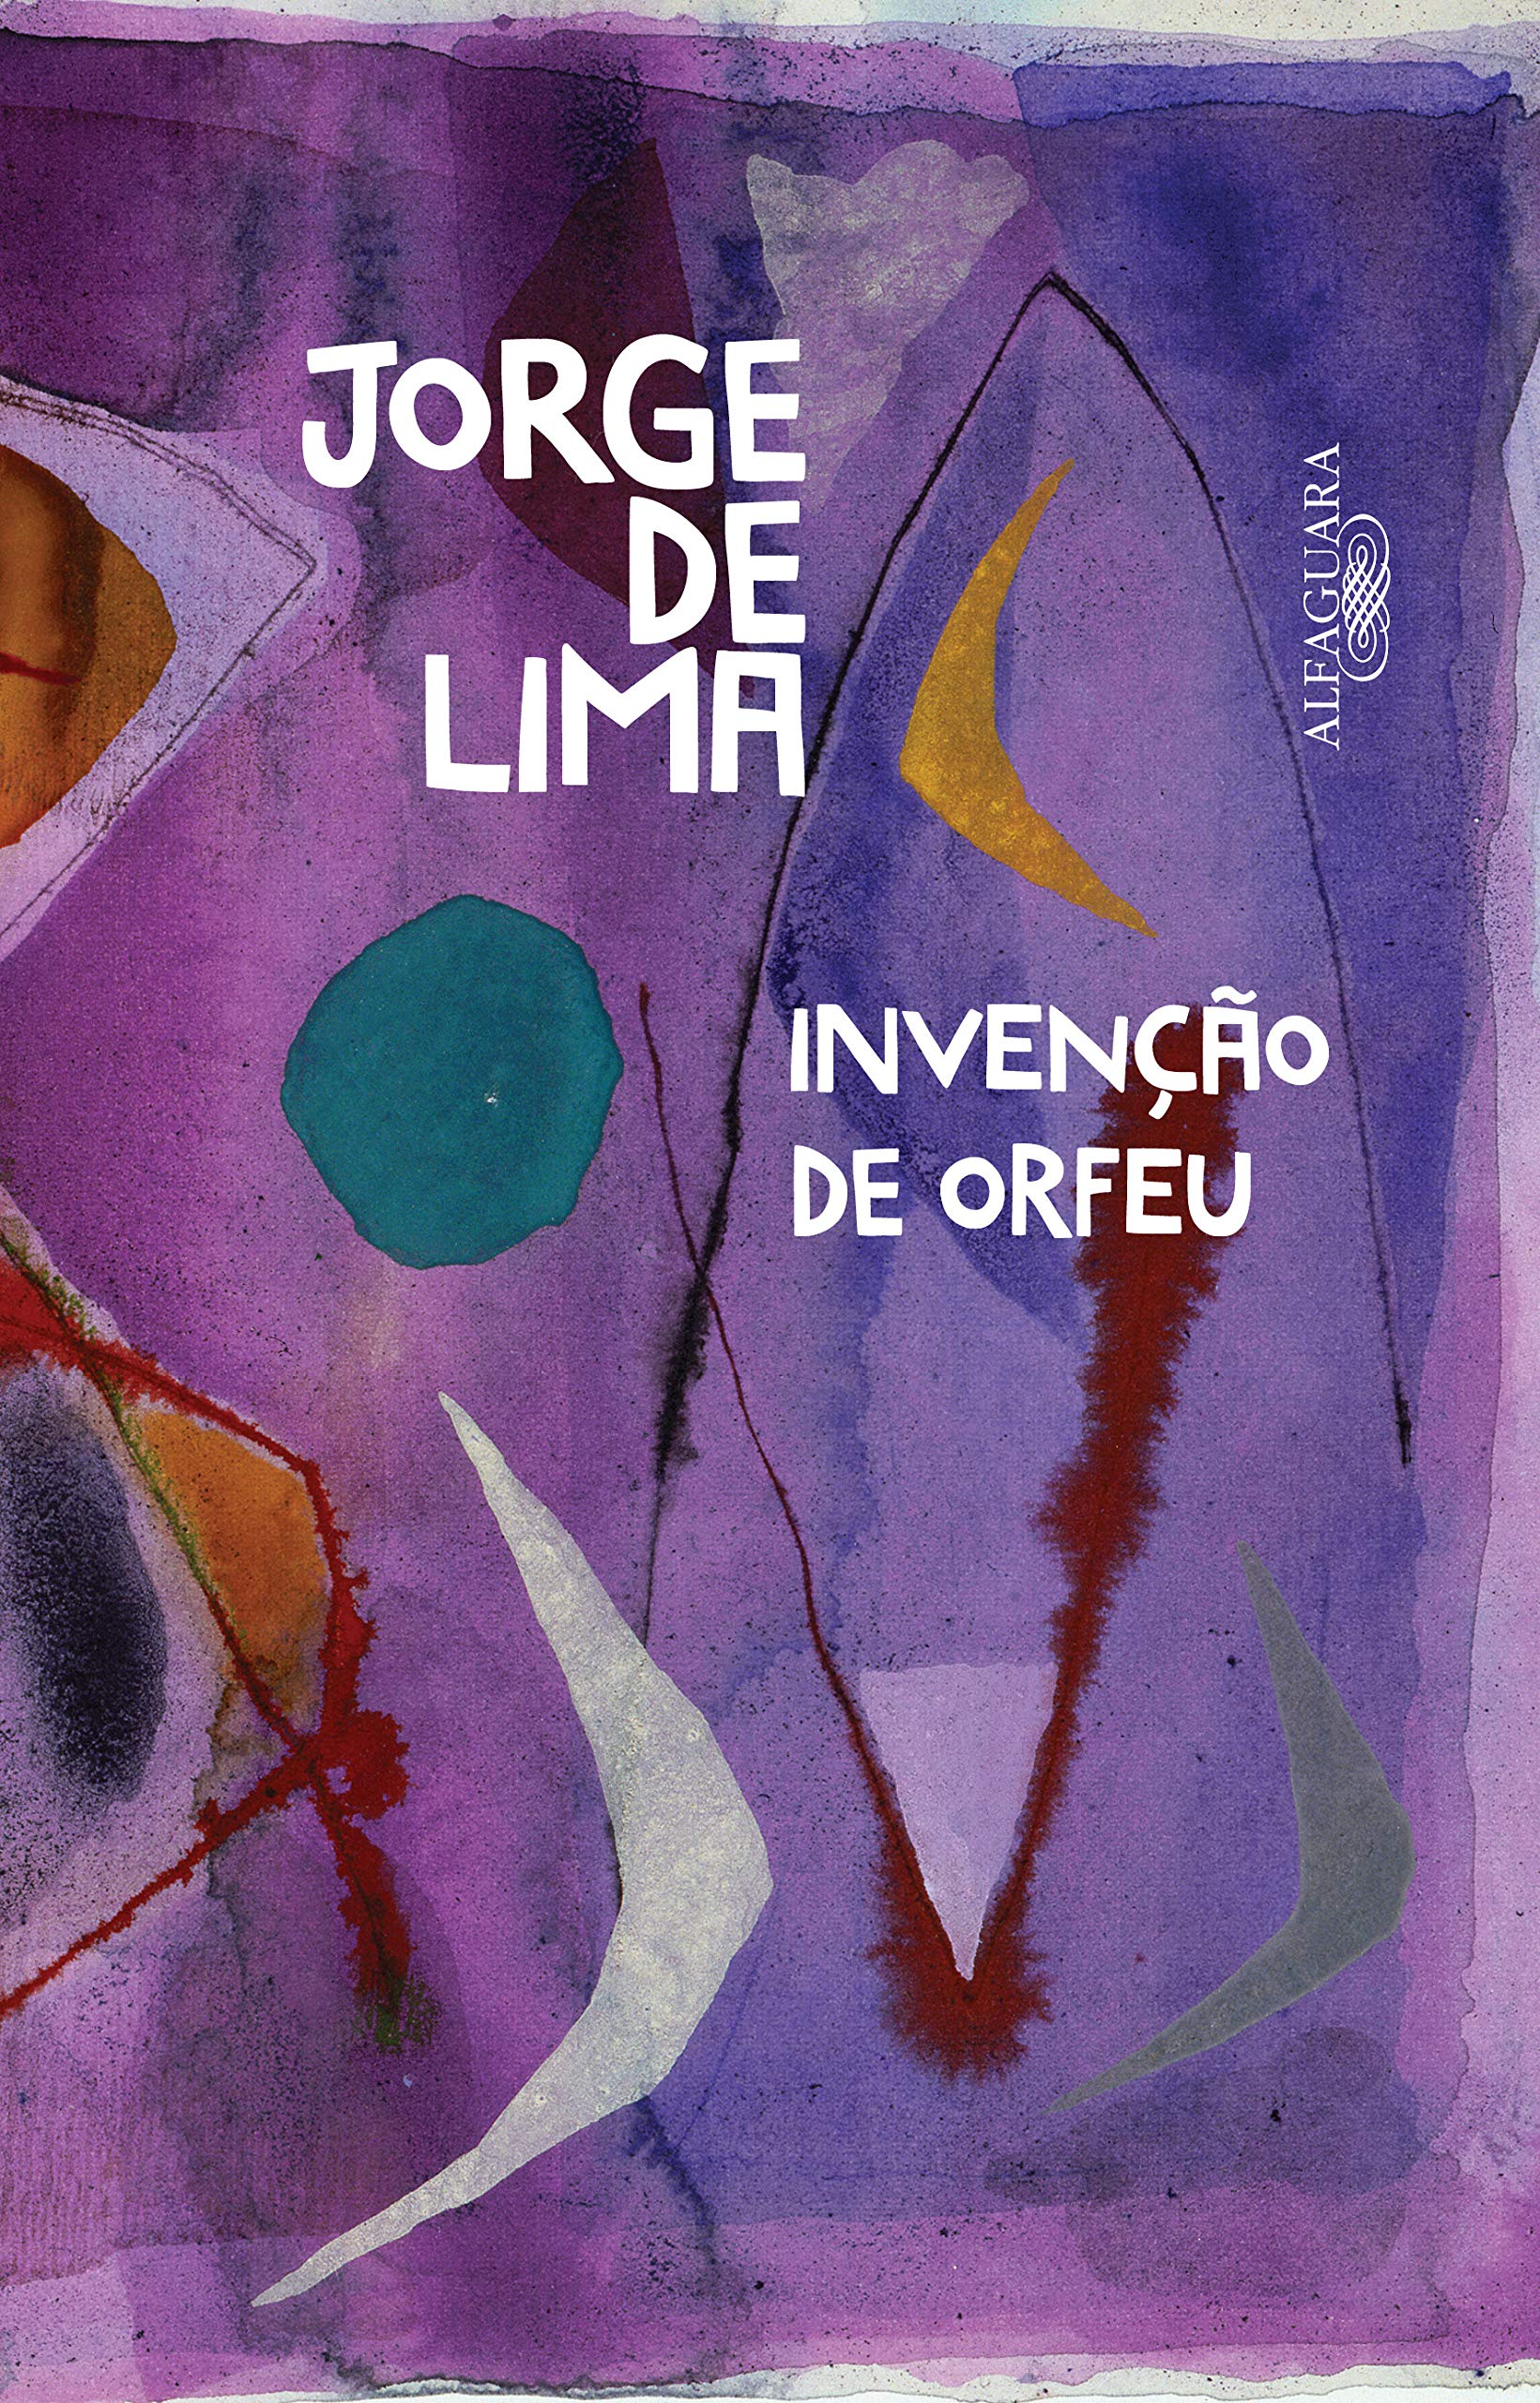 JORGE
DE
LIMA
ALFAGUARA
INVENÇÃO
DE ORFEU